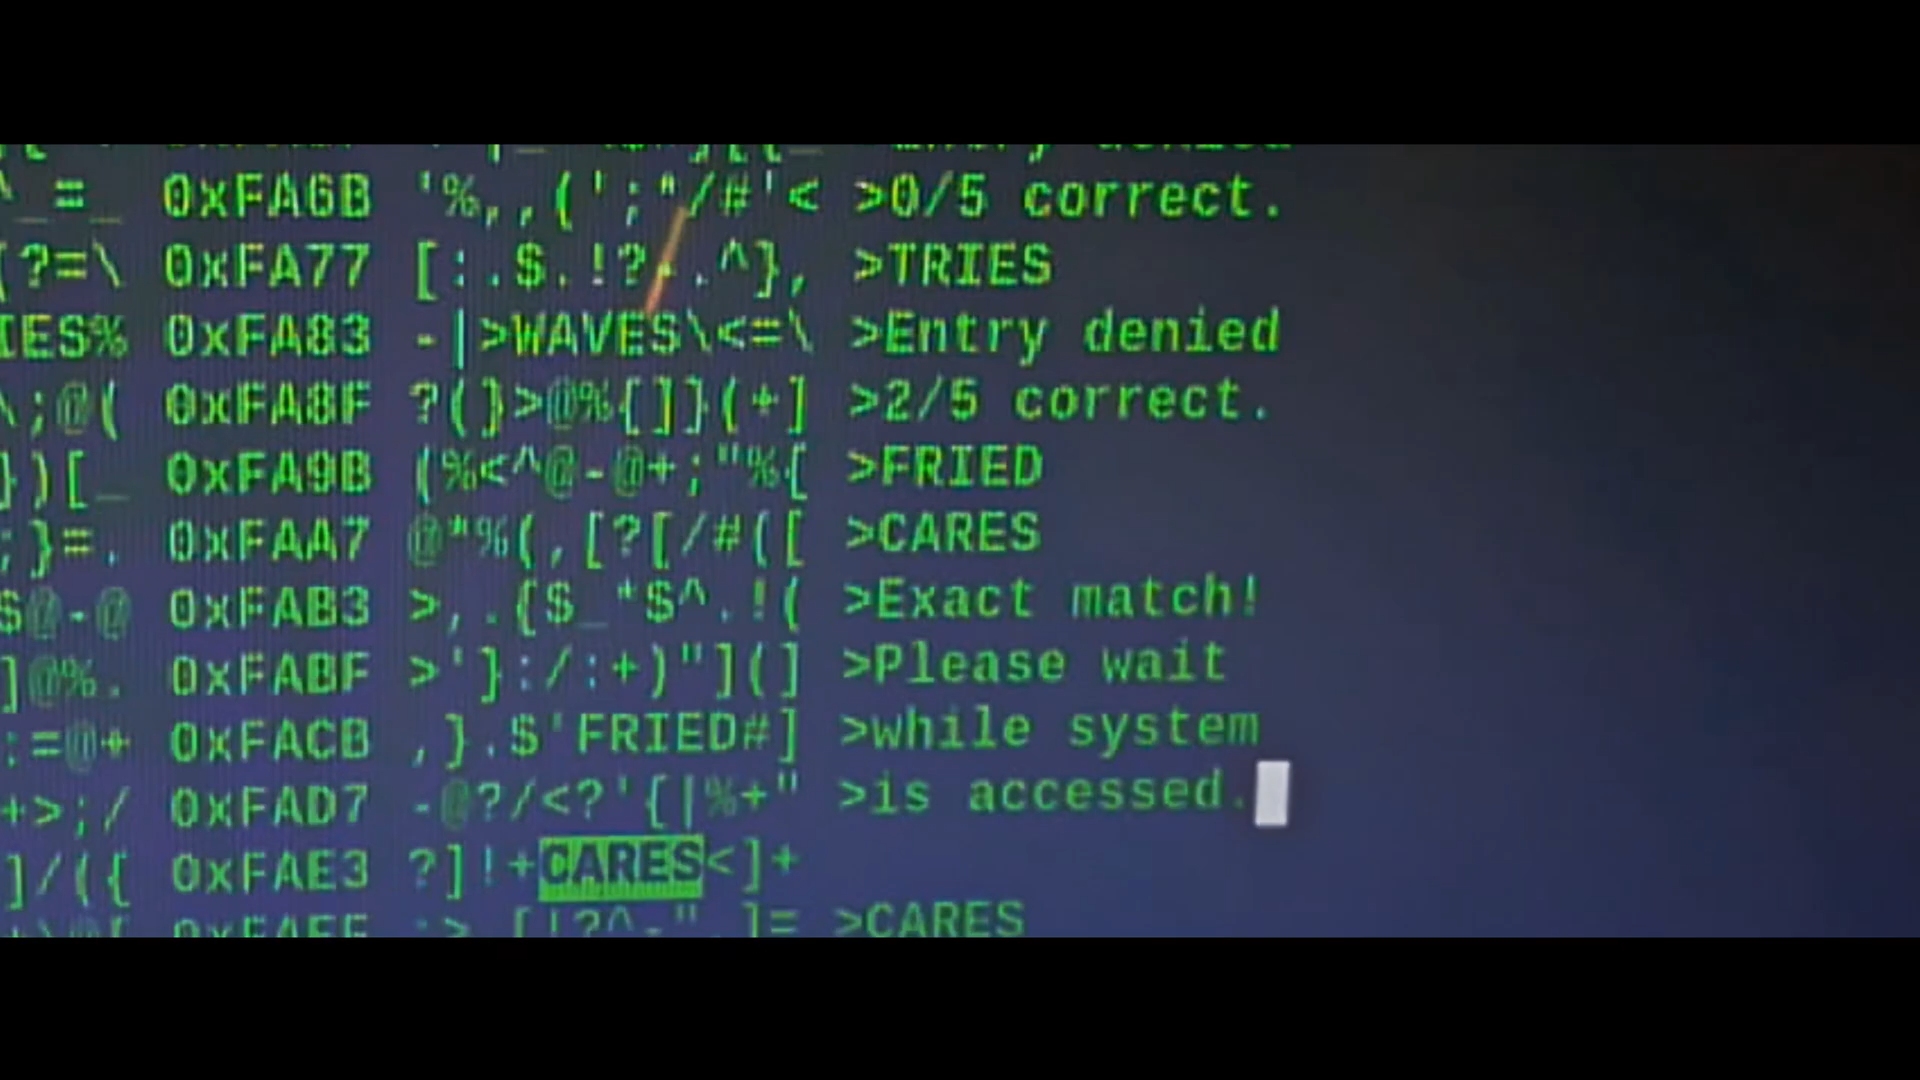 _=_ 0xFA6B '%,,(';"/#'< >0/5 correct.
?=\ 0xFA77 [:.$.!?-.^}, >TRIES
IES% 0xFA83 -|>WAVES\<=\ >Entry denied
\;@( 0xFA8F ?(}>@%{[]}(+] >2/5 correct.
})[_ 0xFA9B (%<^@-@+;"%{ >FRIED
;}=. 0xFAA7 @*%(,[?[/#([ >CARES
$@-@ 0xFAB3 >,.{$_*$^.!( >Exact match!
]@%. 0xFABF >'}:/:+)"](] >Please wait
:=@+ 0xFACB ,}.$'FRIED#] >while system
+>;/ 0xFAD7 -@?/<?'{|%+" >is accessed.
]/({ 0xFAE3 ?]!+CARES<]+
>CARES